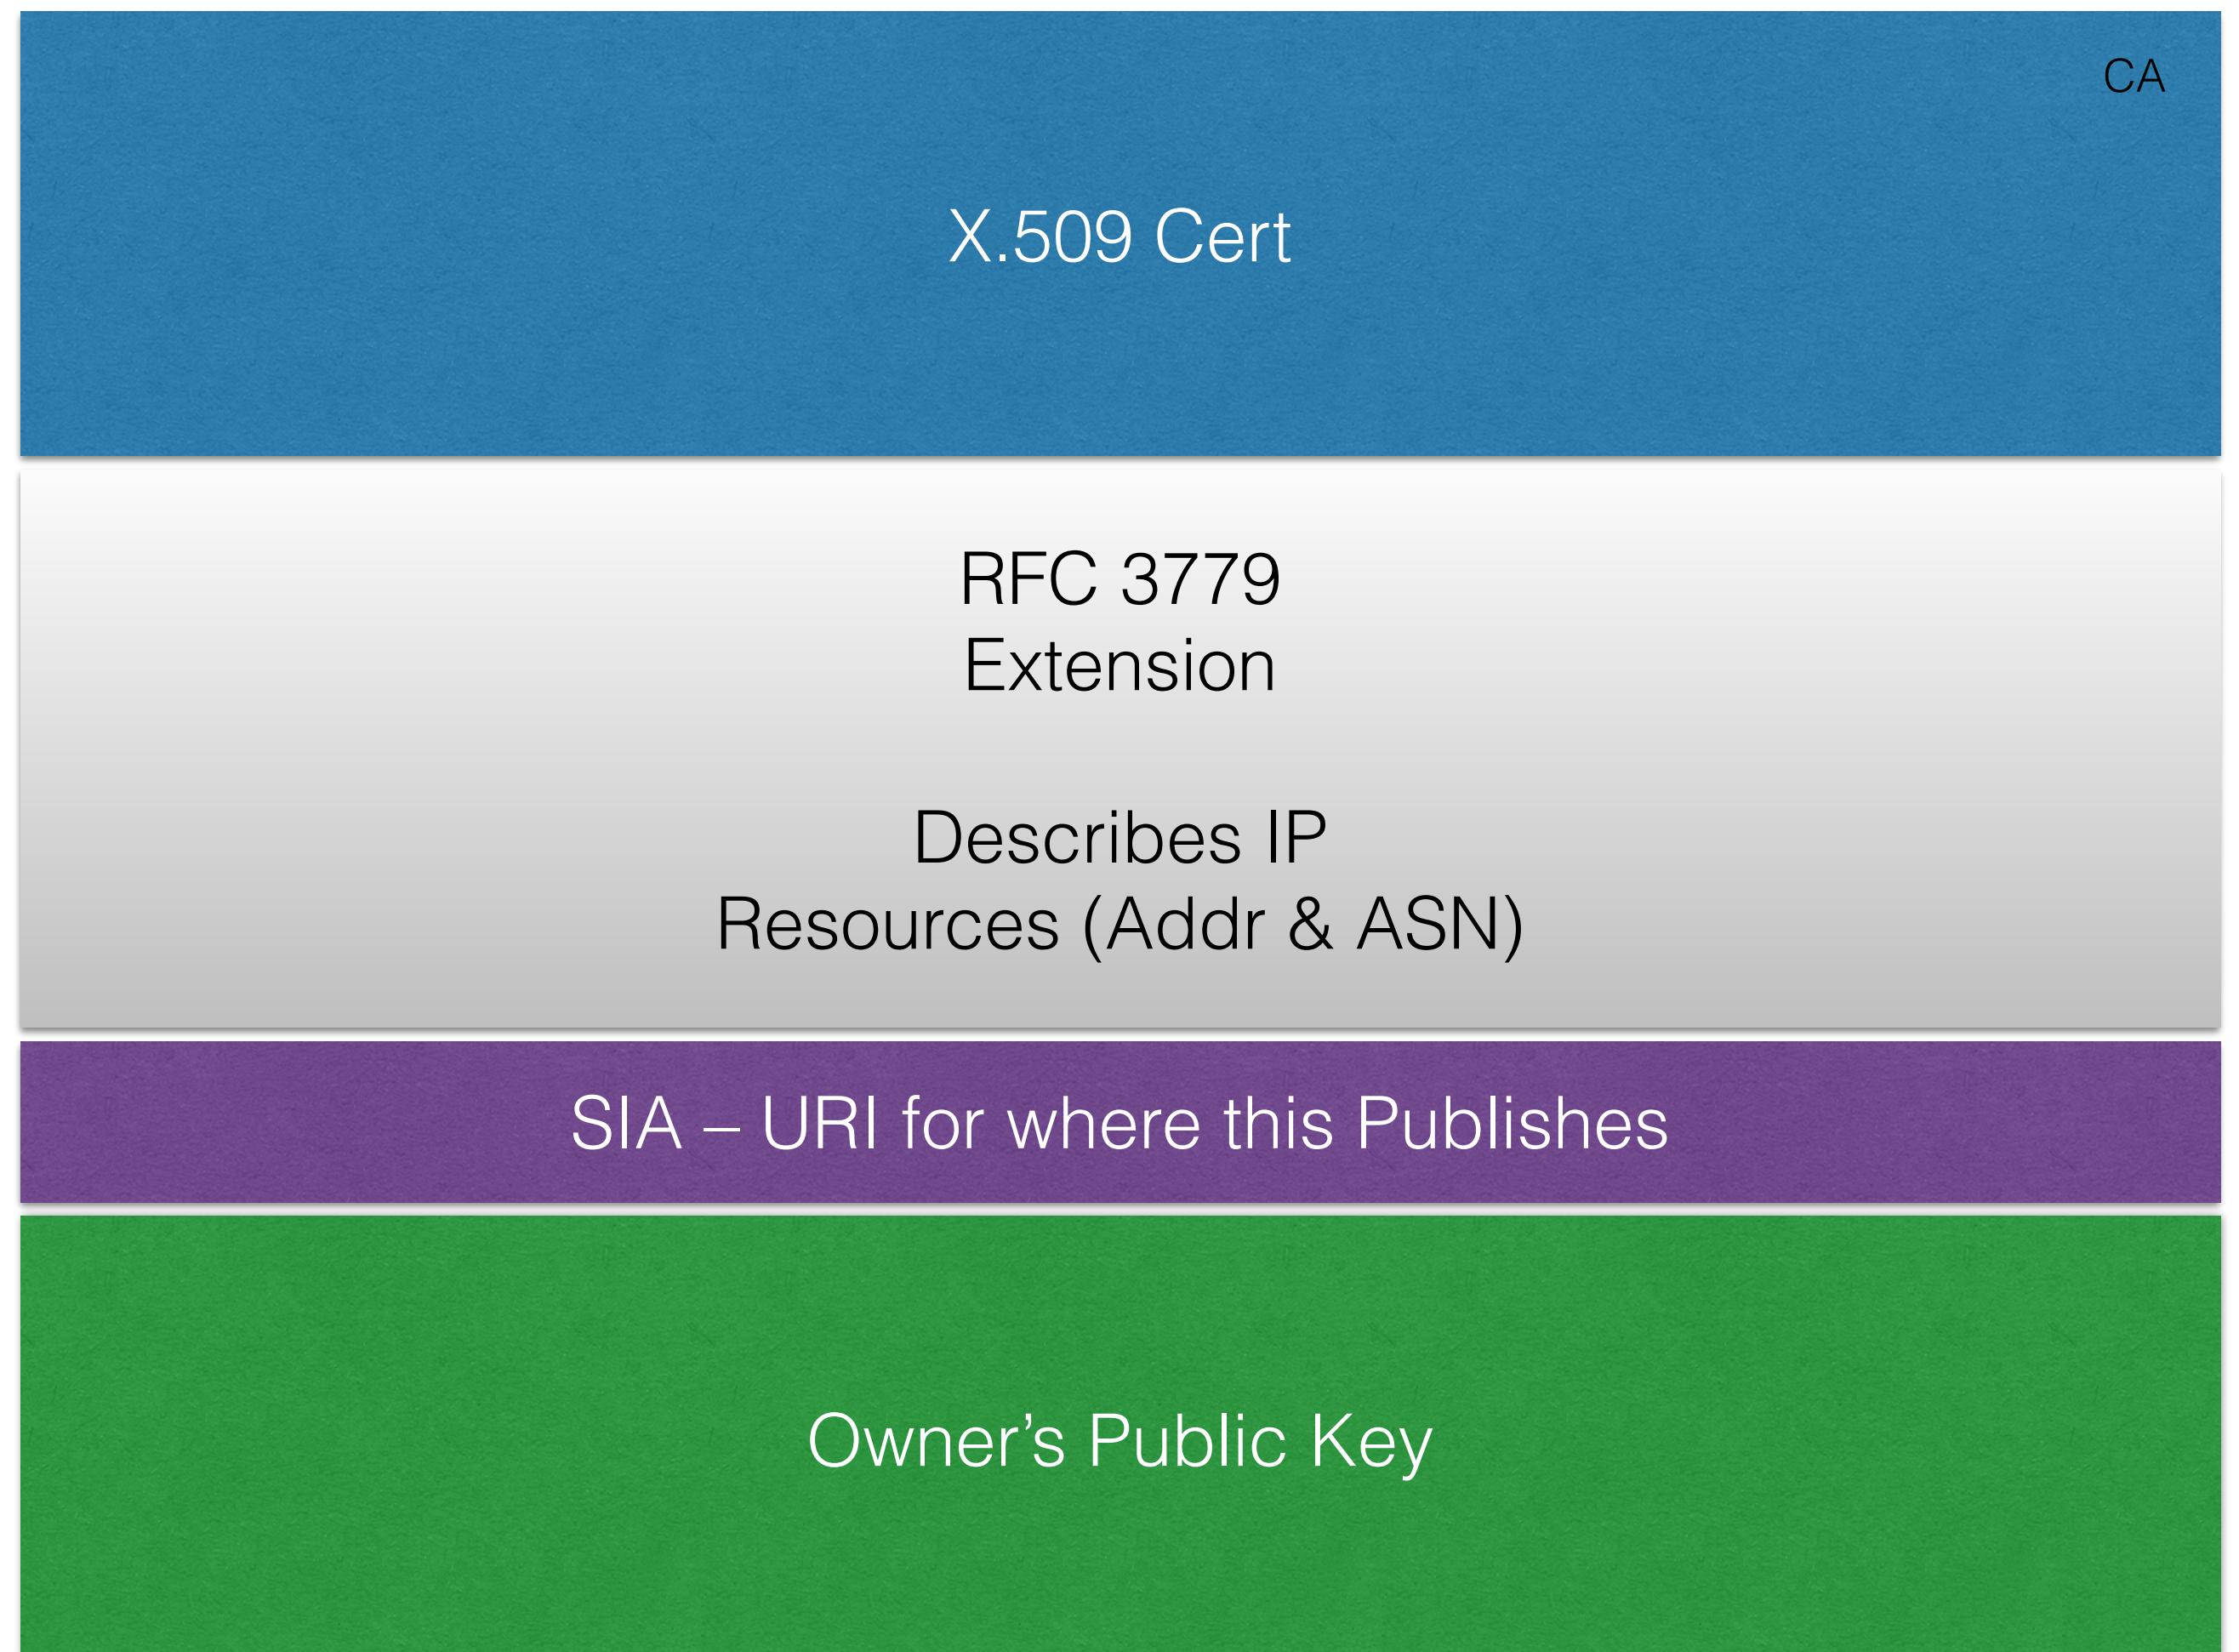 CA
X.509 Cert
RFC 3779
Extension
Describes IP
Resources (Addr & ASN)
SIA – URI for where this Publishes
Owner’s Public Key